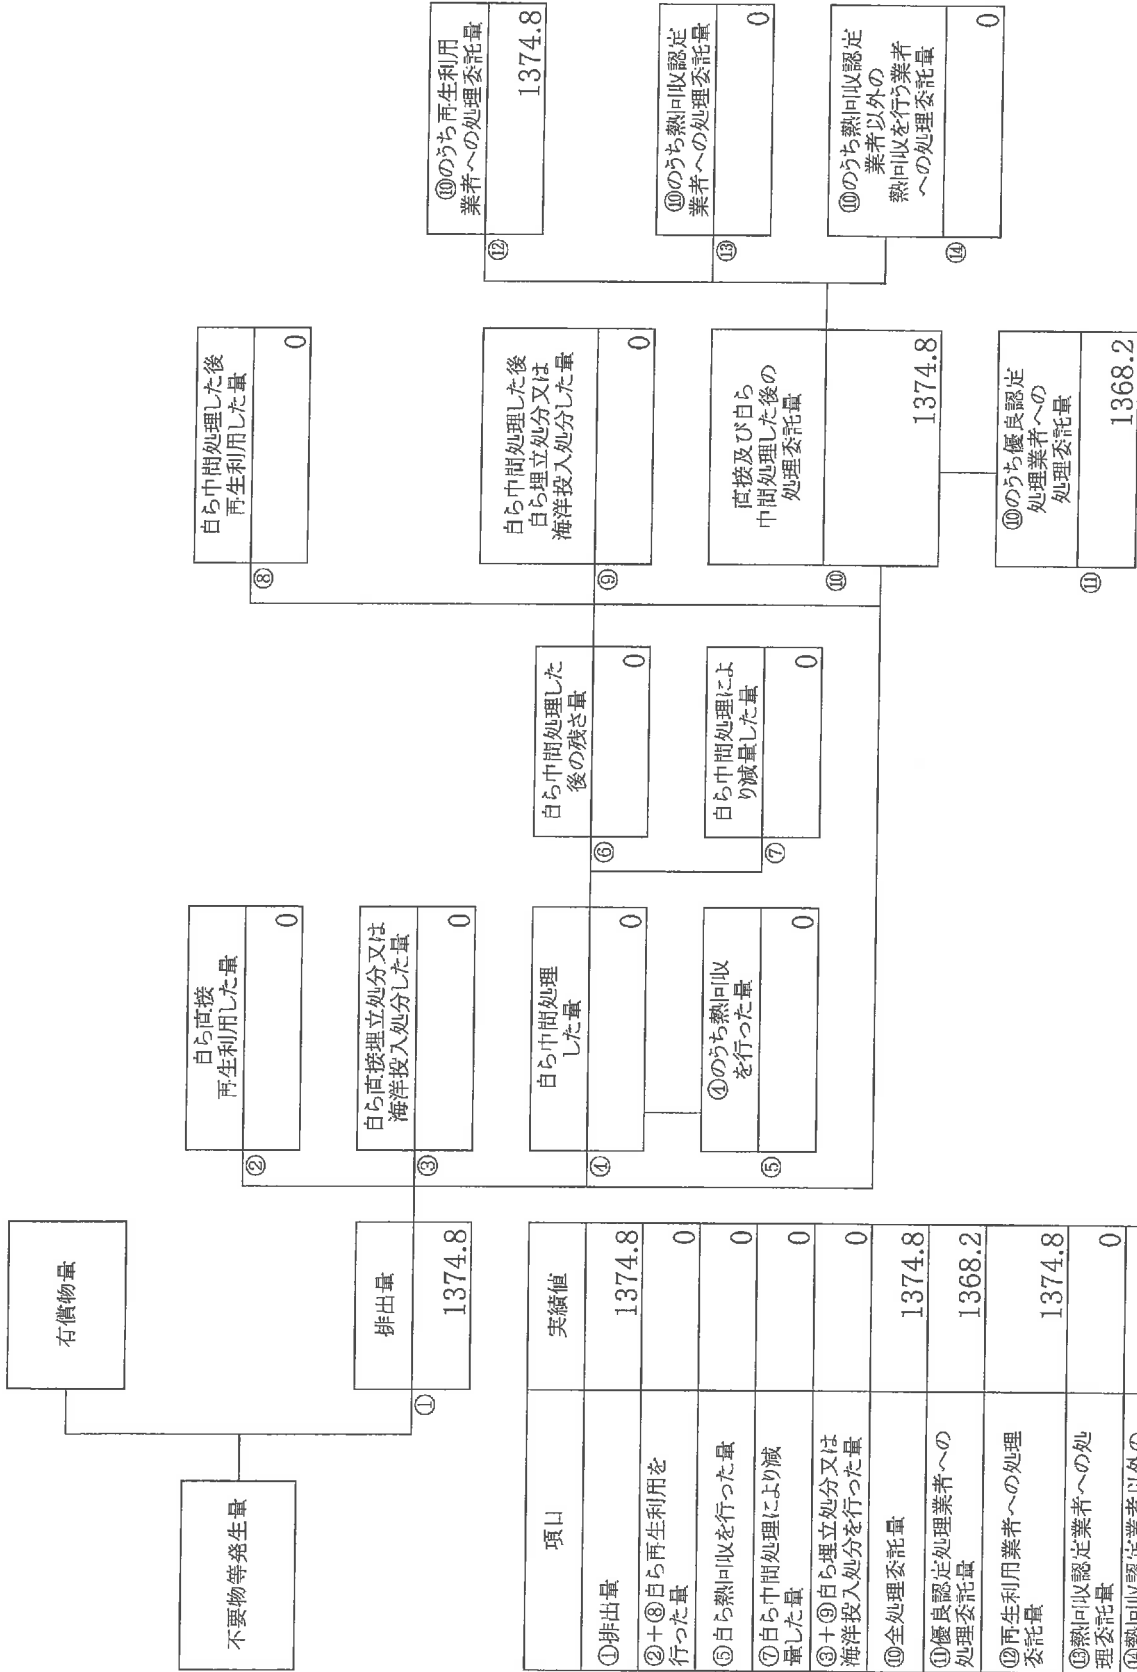 不要物等発生量
有償物量
排出量
①
1374.8
自ら直接
再生利用した量
②
0
自ら直接埋立処分又は
海洋投入処分した量
③
0
自ら中間処理
した量
④
0
④のうち熱回収
を行った量
⑤
0
自ら中間処理した
後の残さ量
⑥
0
自ら中間処理によ
り減量した量
⑦
0
自ら中間処理した後
再生利用した量
⑧
0
自ら中間処理した後
自ら埋立処分又は
海洋投入処分した量
⑨
0
直接及び自ら
中間処理した後の
処理委託量
⑩
1374.8
⑩のうち優良認定
処理業者への
処理委託量
⑪
1368.2
⑩のうち再生利用
業者への処理委託量
⑫
1374.8
⑩のうち熱回収認定
業者への処理委託量
⑬
0
⑩のうち熱回収認定
業者以外の
熱回収を行う業者
への処理委託量
⑭
0
項目 実績値
①排出量 1374.8
②+⑧自ら再生利用を
行った量 0
⑤自ら熱回収を行った量 0
⑦自ら中間処理により減
量した量 0
③+⑨自ら埋立処分又は
海洋投入処分を行った量 0
⑩全処理委託量 1374.8
⑪優良認定処理業者への
処理委託量 1368.2
⑫再生利用業者への処理
委託量 1374.8
⑬熱回収認定業者への処
理委託量 0
⑭熱回収認定業者以外の